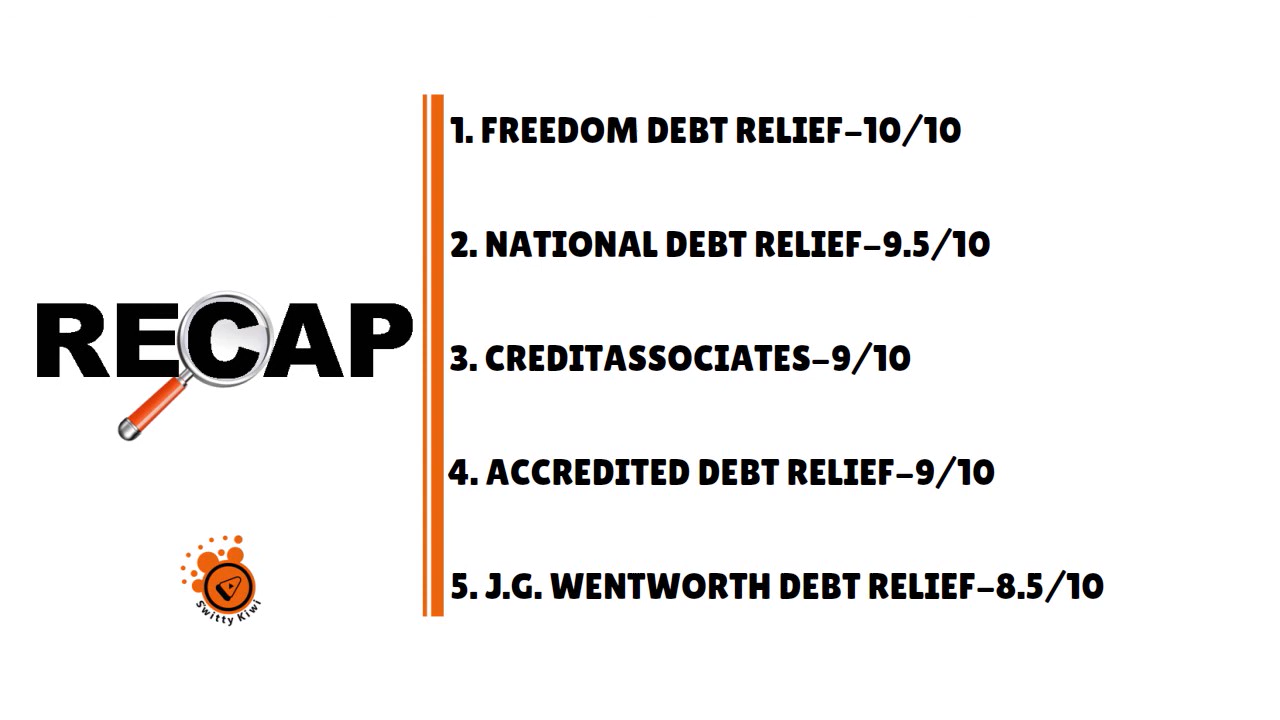 RECAP
1. FREEDOM DEBT RELIEF–10/10
2. NATIONAL DEBT RELIEF–9.5/10
3. CREDITASSOCIATES–9/10
4. ACCREDITED DEBT RELIEF–9/10
5. J.G. WENTWORTH DEBT RELIEF–8.5/10
Switty Kiwi